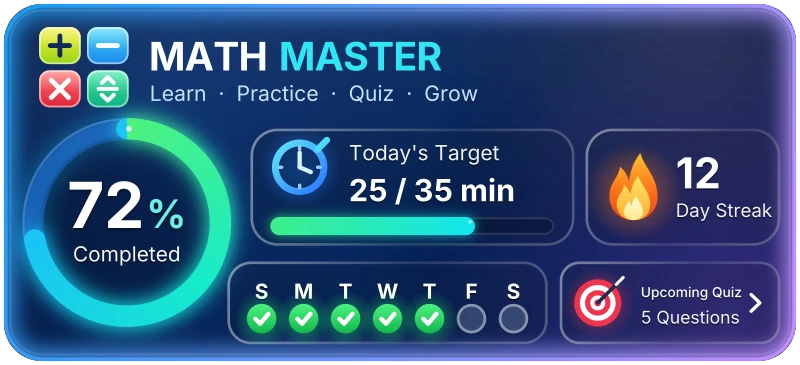 MATH MASTER
Learn · Practice · Quiz · Grow
72%
Completed
Today's Target
25 / 35 min
12
Day Streak
S M T W T F S
Upcoming Quiz
5 Questions